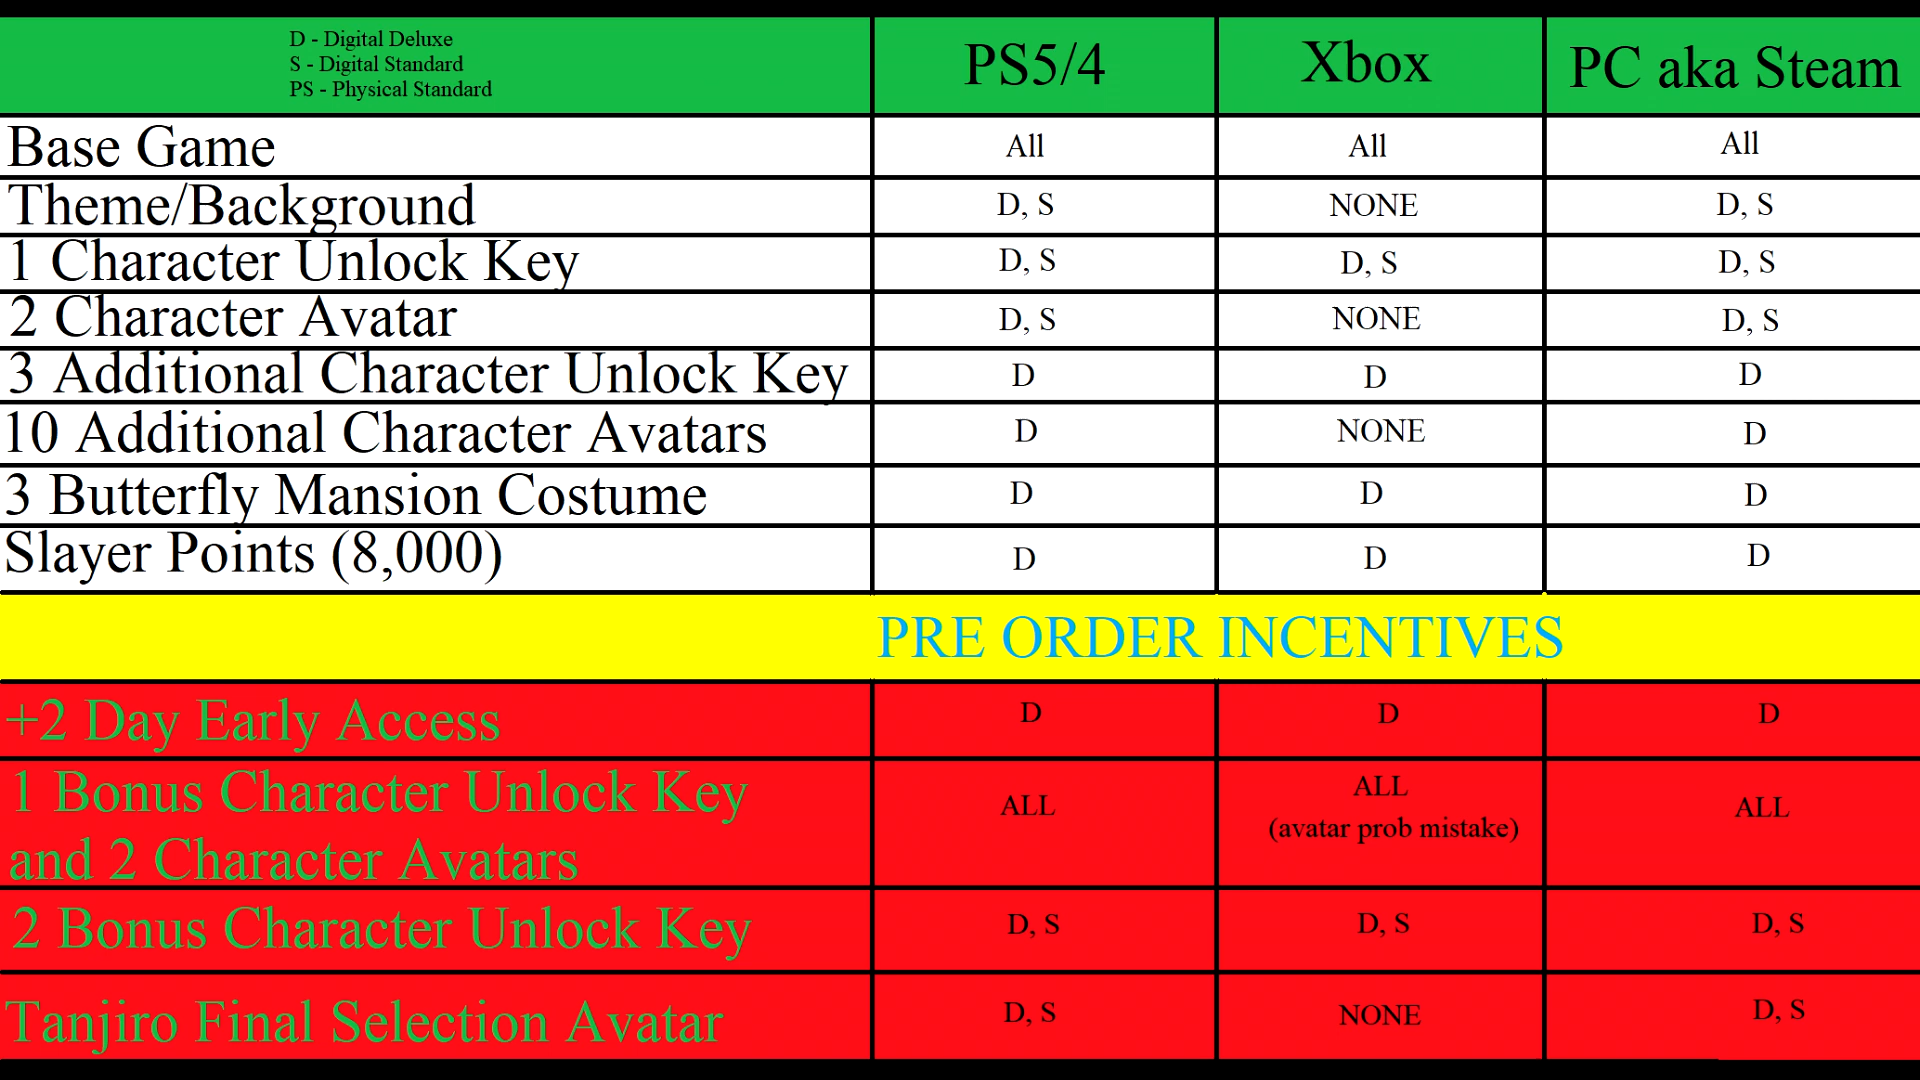 D - Digital Deluxe
S - Digital Standard
PS - Physical Standard
PS5/4 Xbox PC aka Steam
Base Game All All All
Theme/Background D, S NONE D, S
1 Character Unlock Key D, S D, S D, S
2 Character Avatar D, S NONE D, S
3 Additional Character Unlock Key D D D
10 Additional Character Avatars D NONE D
3 Butterfly Mansion Costume D D D
Slayer Points (8,000) D D D
PRE ORDER INCENTIVES
+2 Day Early Access D D D
1 Bonus Character Unlock Key
and 2 Character Avatars
ALL
ALL
(avatar prob mistake)
ALL
2 Bonus Character Unlock Key D, S D, S D, S
Tanjiro Final Selection Avatar D, S NONE D, S